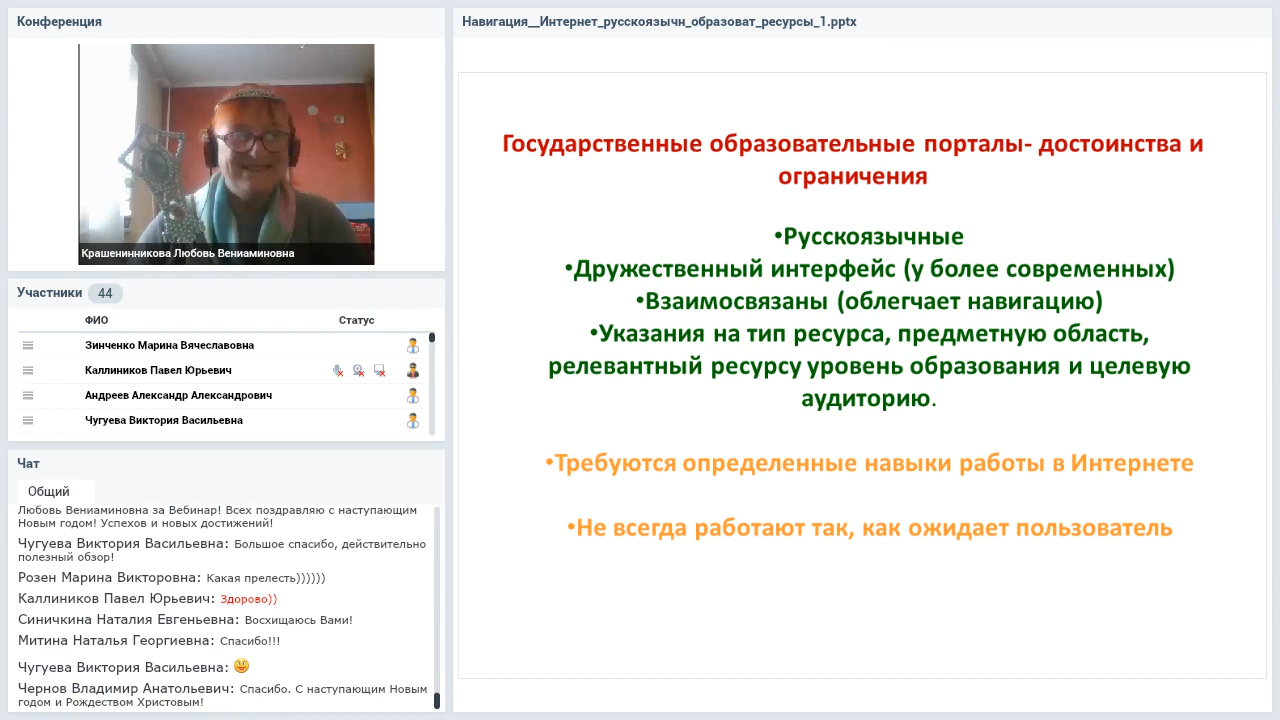 Конференция
Крашенинникова Любовь Вениаминовна
Участники 44
ФИО Статус
Зинченко Марина Вячеславовна
Каллиников Павел Юрьевич
Андреев Александр Александрович
Чугуева Виктория Васильевна
Чат
Общий
Любовь Вениаминовна за Вебинар! Всех поздравляю с наступающим
Новым годом! Успехов и новых достижений!
Чугуева Виктория Васильевна: Большое спасибо, действительно
полезный обзор!
Розен Марина Викторовна: Какая прелесть))))))
Каллиников Павел Юрьевич: Здорово))
Синичкина Наталия Евгеньевна: Восхищаюсь Вами!
Митина Наталья Георгиевна: Спасибо!!!
Чугуева Виктория Васильевна:
Чернов Владимир Анатольевич: Спасибо. С наступающим Новым
годом и Рождеством Христовым!
Навигация__Интернет_русскоязычн_образоват_ресурсы_1.pptx
Государственные образовательные порталы- достоинства и
ограничения
•Русскоязычные
•Дружественный интерфейс (у более современных)
•Взаимосвязаны (облегчает навигацию)
•Указания на тип ресурса, предметную область,
релевантный ресурсу уровень образования и целевую
аудиторию.
•Требуются определенные навыки работы в Интернете
•Не всегда работают так, как ожидает пользователь